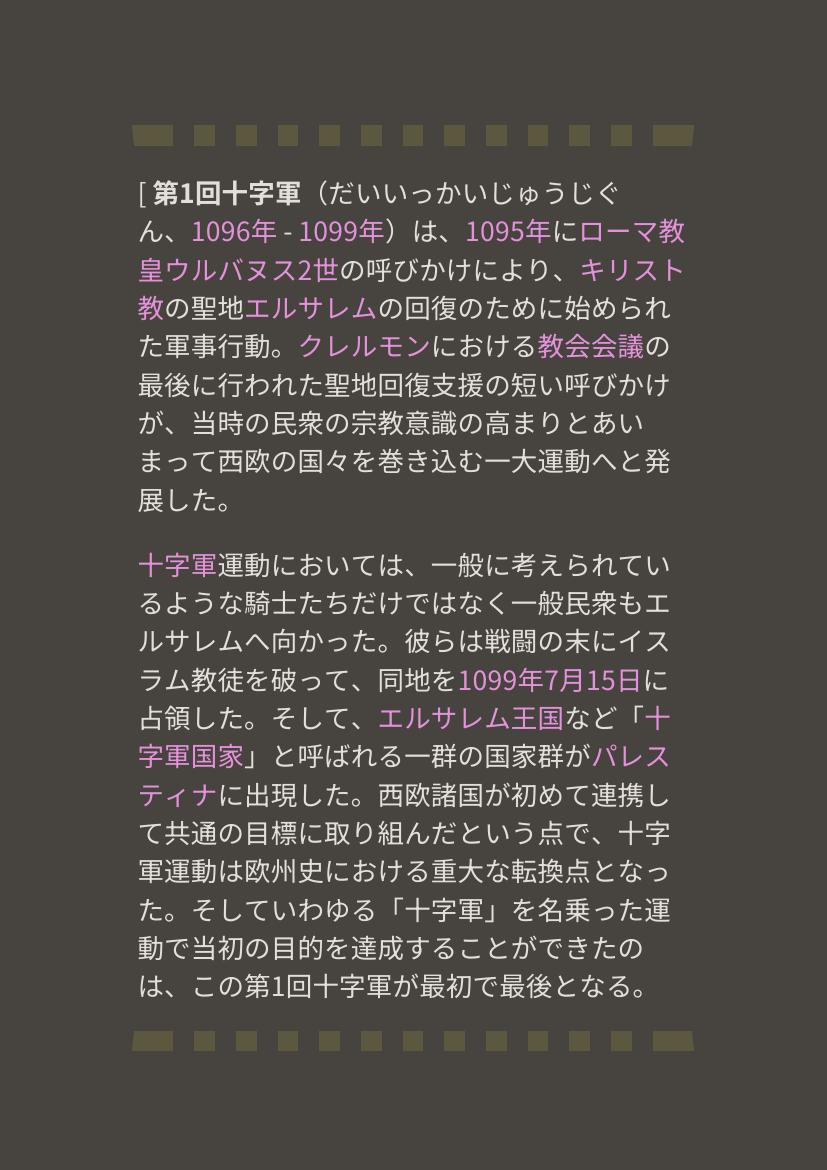 [ 第1回十字軍（だいいっかいじゅうじぐ
ん、1096年 - 1099年）は、1095年にローマ教
皇ウルバヌス2世の呼びかけにより、キリスト
教の聖地エルサレムの回復のために始められ
た軍事行動。クレルモンにおける教会会議の
最後に行われた聖地回復支援の短い呼びかけ
が、当時の民衆の宗教意識の高まりとあい
まって西欧の国々を巻き込む一大運動へと発
展した。
十字軍運動においては、一般に考えられてい
るような騎士たちだけではなく一般民衆もエ
ルサレムへ向かった。彼らは戦闘の末にイス
ラム教徒を破って、同地を1099年7月15日に
占領した。そして、エルサレム王国など「十
字軍国家」と呼ばれる一群の国家群がパレス
ティナに出現した。西欧諸国が初めて連携し
て共通の目標に取り組んだという点で、十字
軍運動は欧州史における重大な転換点となっ
た。そしていわゆる「十字軍」を名乗った運
動で当初の目的を達成することができたの
は、この第1回十字軍が最初で最後となる。